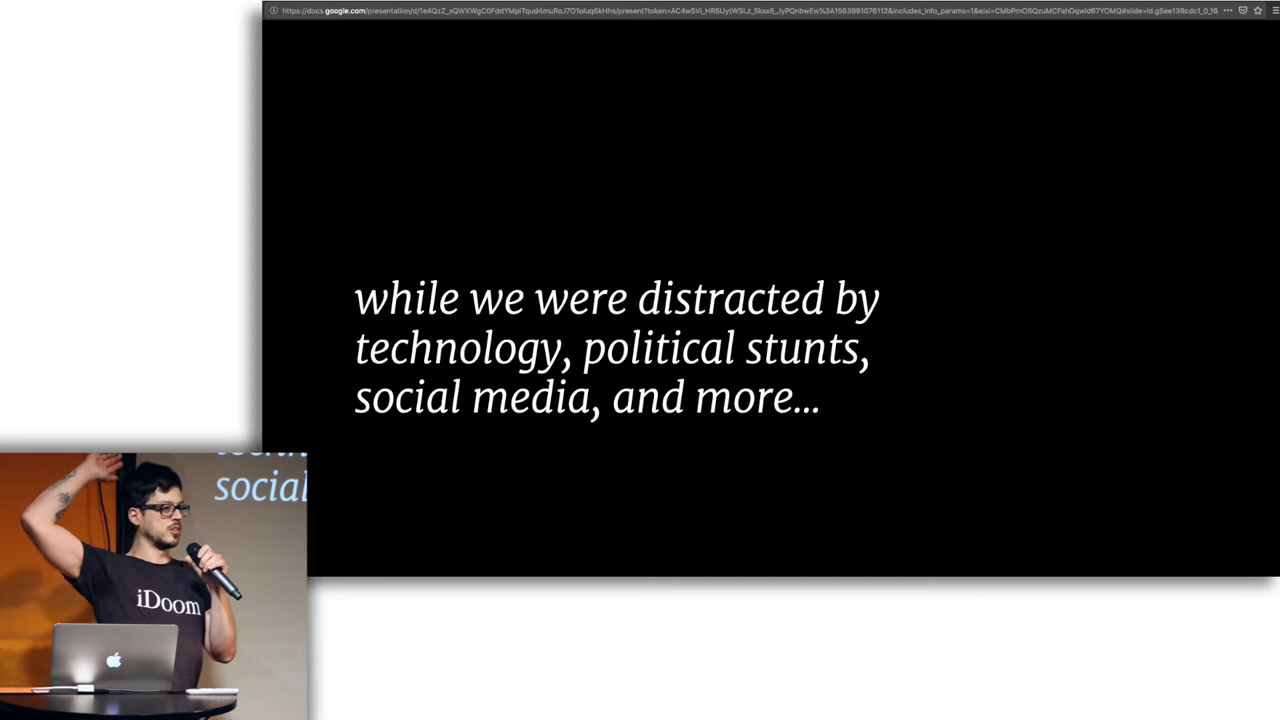 while we were distracted by
technology, political stunts,
social media, and more...
social
iDoom